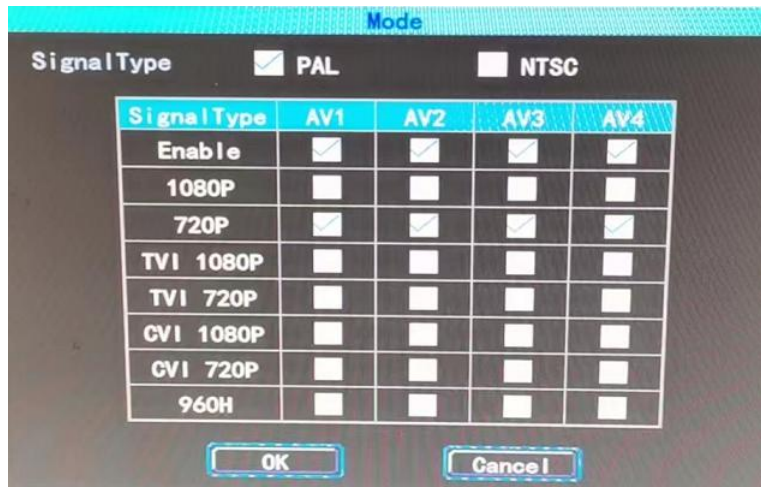 Mode
SignalType PAL NTSC
SignalType AV1 AV2 AV3 AV4
Enable
1080P
720P
TVI 1080P
TVI 720P
CVI 1080P
CVI 720P
960H
OK Cancel